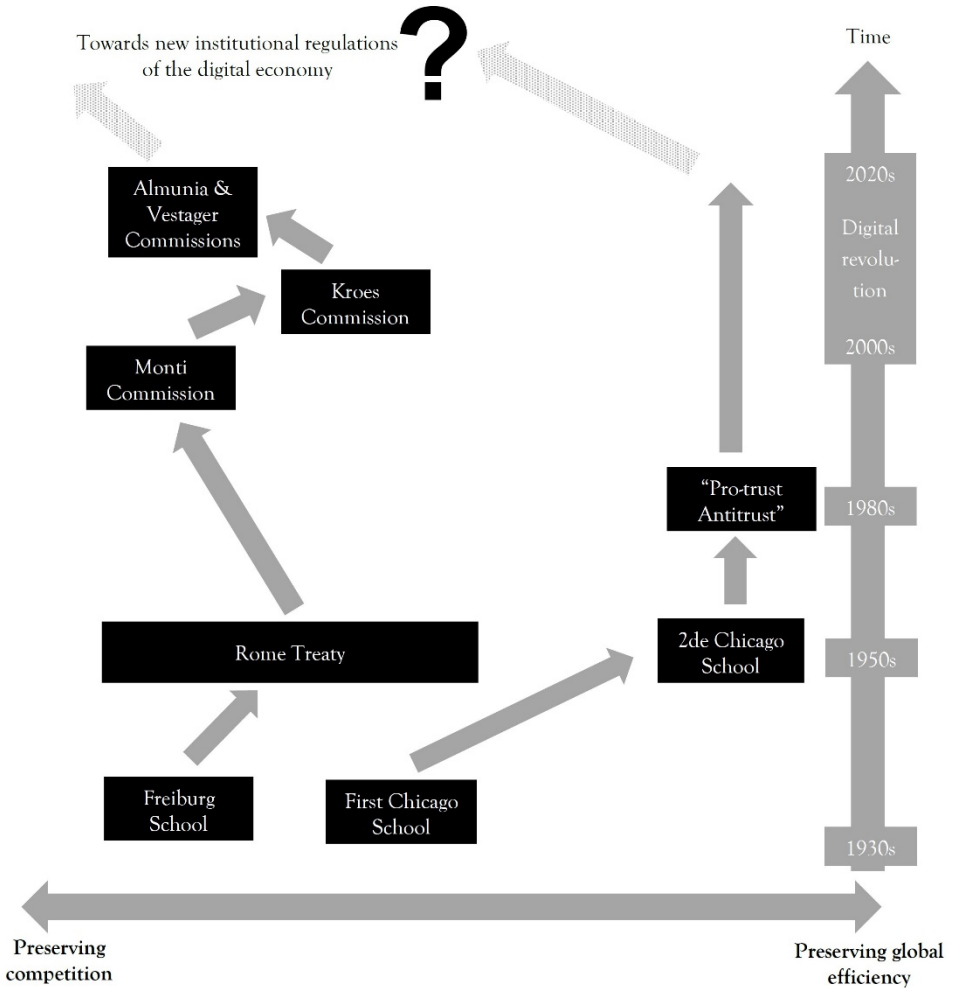 Towards new institutional regulations
of the digital economy
?
Time
Almunia &
Vestager
Commissions
2020s
Digital
revolu-
tion
2000s
Kroes
Commission
Monti
Commission
“Pro-trust
Antitrust”
1980s
Rome Treaty
2de Chicago
School
1950s
Freiburg
School
First Chicago
School
1930s
Preserving
competition
Preserving global
efficiency